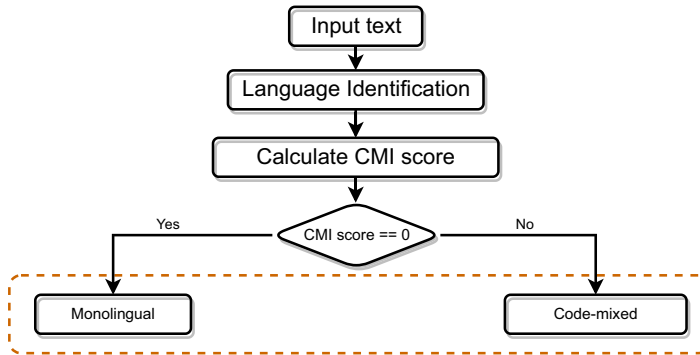 Input text
Language Identification
Calculate CMI score
CMI score == 0
Yes
No
Monolingual
Code-mixed